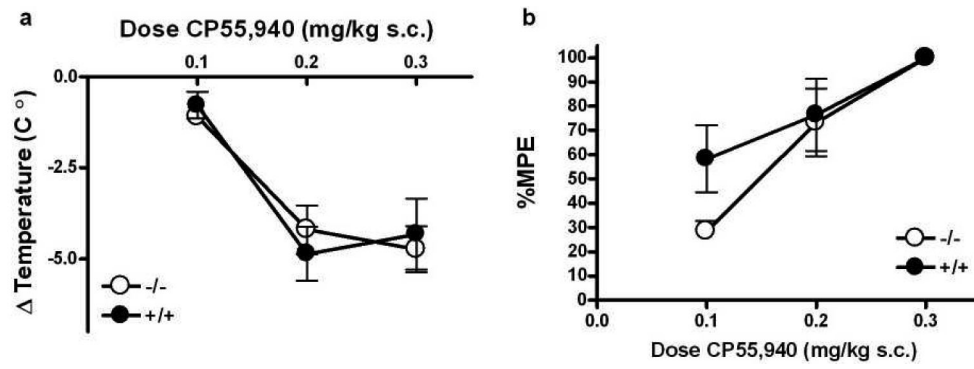 a
Dose CP55,940 (mg/kg s.c.)
0.1 0.2 0.3
0.0
-2.5
-5.0
Δ Temperature (C °)
-/-
+/+
b
100
90
80
70
60
50
40
30
20
10
0
%MPE
-/-
+/+
0.0 0.1 0.2 0.3
Dose CP55,940 (mg/kg s.c.)